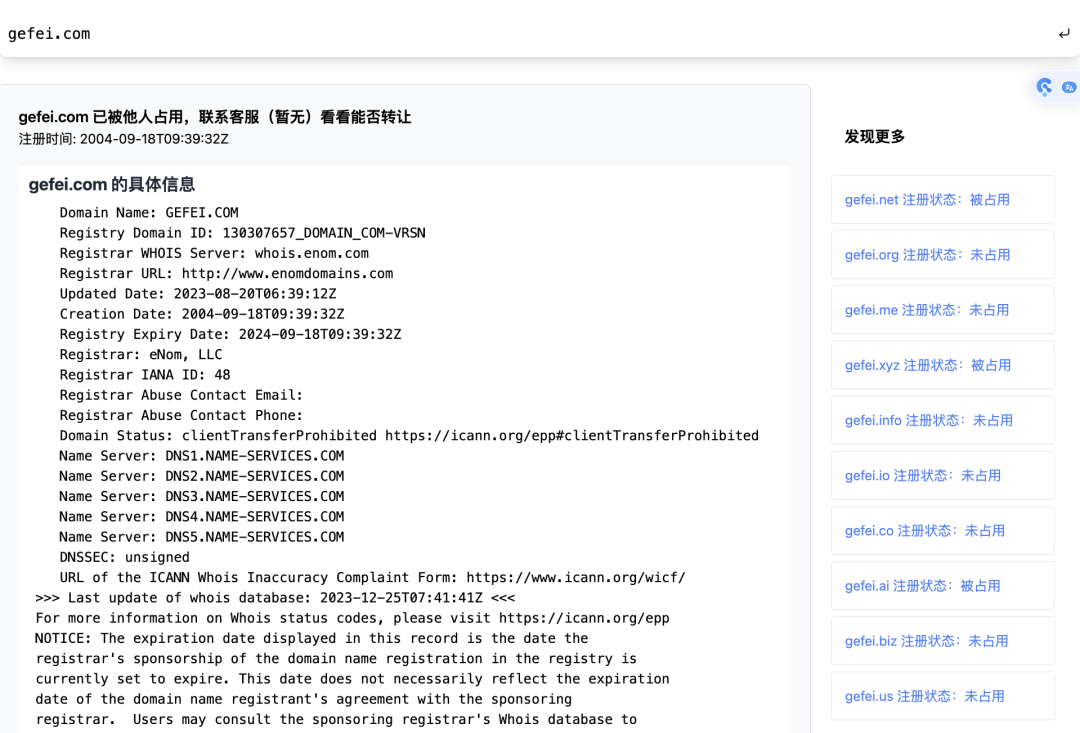 gefei.com
gefei.com 已被他人占用，联系客服（暂无）看看能否转让
注册时间: 2004-09-18T09:39:32Z
gefei.com 的具体信息
Domain Name: GEFEI.COM
Registry Domain ID: 130307657_DOMAIN_COM-VRSN
Registrar WHOIS Server: whois.enom.com
Registrar URL: http://www.enomdomains.com
Updated Date: 2023-08-20T06:39:12Z
Creation Date: 2004-09-18T09:39:32Z
Registry Expiry Date: 2024-09-18T09:39:32Z
Registrar: eNom, LLC
Registrar IANA ID: 48
Registrar Abuse Contact Email:
Registrar Abuse Contact Phone:
Domain Status: clientTransferProhibited https://icann.org/epp#clientTransferProhibited
Name Server: DNS1.NAME-SERVICES.COM
Name Server: DNS2.NAME-SERVICES.COM
Name Server: DNS3.NAME-SERVICES.COM
Name Server: DNS4.NAME-SERVICES.COM
Name Server: DNS5.NAME-SERVICES.COM
DNSSEC: unsigned
URL of the ICANN Whois Inaccuracy Complaint Form: https://www.icann.org/wicf/
>>> Last update of whois database: 2023-12-25T07:41:41Z <<<
For more information on Whois status codes, please visit https://icann.org/epp
NOTICE: The expiration date displayed in this record is the date the
registrar's sponsorship of the domain name registration in the registry is
currently set to expire. This date does not necessarily reflect the expiration
date of the domain name registrant's agreement with the sponsoring
registrar.  Users may consult the sponsoring registrar's Whois database to
发现更多
gefei.net 注册状态：被占用
gefei.org 注册状态：未占用
gefei.me 注册状态：未占用
gefei.xyz 注册状态：被占用
gefei.info 注册状态：未占用
gefei.io 注册状态：未占用
gefei.co 注册状态：未占用
gefei.ai 注册状态：被占用
gefei.biz 注册状态：未占用
gefei.us 注册状态：未占用